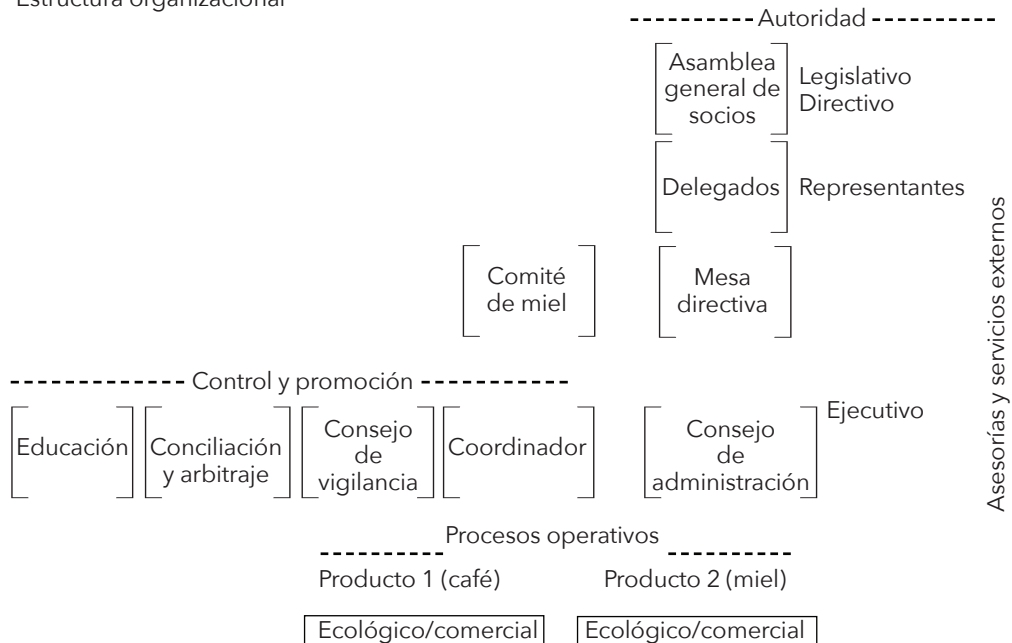 Estructura organizacional
Autoridad
Asamblea
general de
socios
Legislativo
Directivo
Delegados
Representantes
Comité
de miel
Mesa
directiva
Asesorías y servicios externos
Control y promoción
Educación
Conciliación
y arbitraje
Consejo
de
vigilancia
Coordinador
Consejo
de
administración
Ejecutivo
Procesos operativos
Producto 1 (café)
Producto 2 (miel)
Ecológico/comercial
Ecológico/comercial